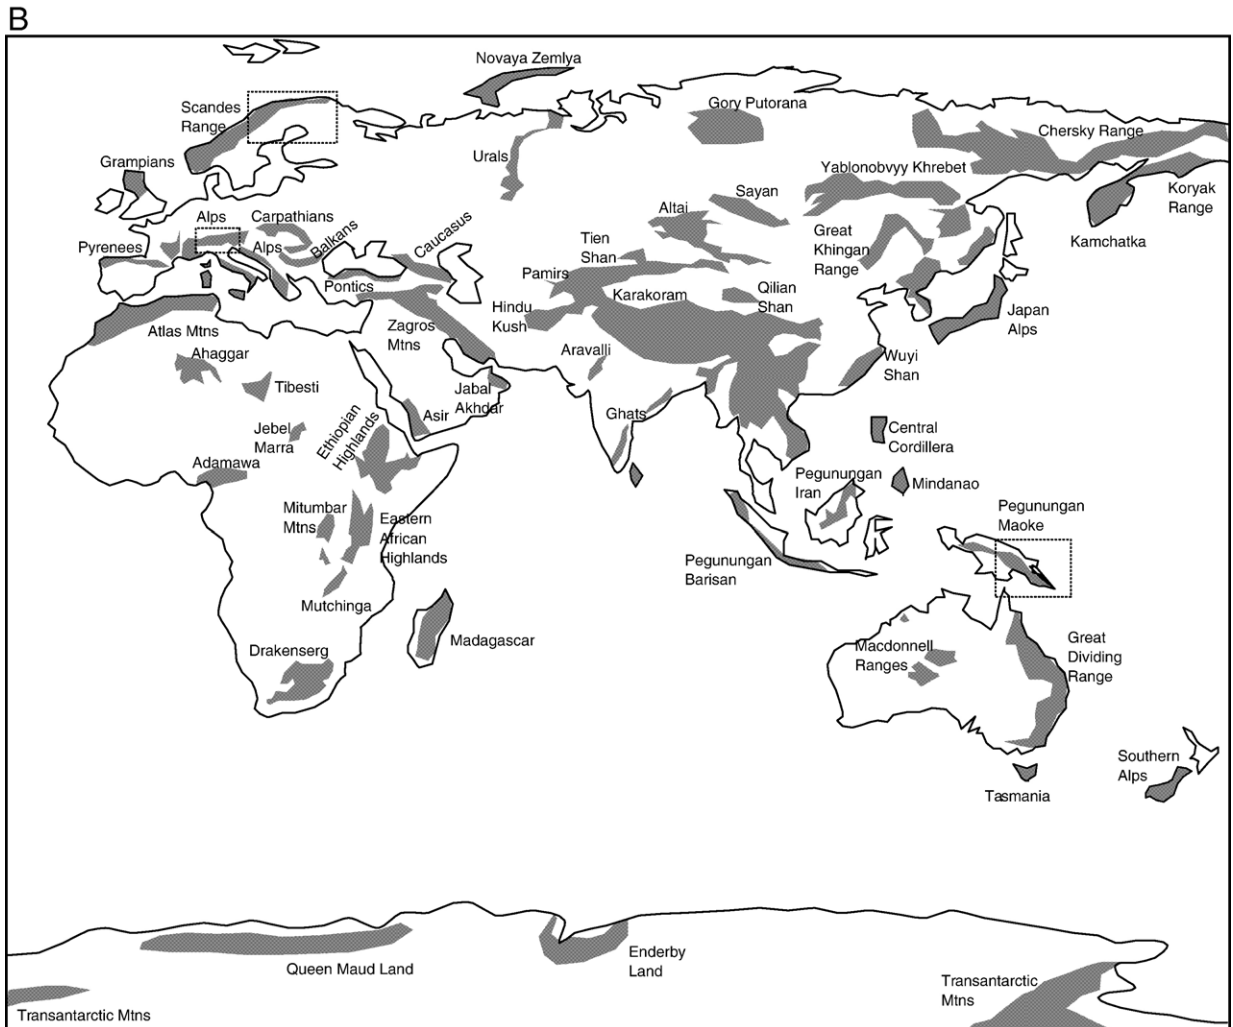 B
Novaya Zemlya
Scandes
Range
Gory Putorana
Chersky Range
Grampians
Urals
Yablonobvyy Khrebet
Koryak
Range
Sayan
Altai
Alps
Carpathians
Pyrenees
Alps
Balkans
Caucasus
Tien
Shan
Great
Khingan
Range
Kamchatka
Pamirs
Pontics
Karakoram
Qilian
Shan
Hindu
Kush
Japan
Alps
Atlas Mtns
Zagros
Mtns
Ahaggar
Aravalli
Wuyi
Shan
Tibesti
Jabal
Akhdar
Asir
Ghats
Jebel
Marra
Ethiopian
Highlands
Central
Cordillera
Adamawa
Pegunungan
Iran
Mindanao
Mitumbar
Mtns
Eastern
African
Highlands
Pegunungan
Maoke
Pegunungan
Barisan
Mutchinga
Madagascar
Drakenserg
Macdonnell
Ranges
Great
Dividing
Range
Southern
Alps
Tasmania
Queen Maud Land
Enderby
Land
Transantarctic
Mtns
Transantarctic Mtns